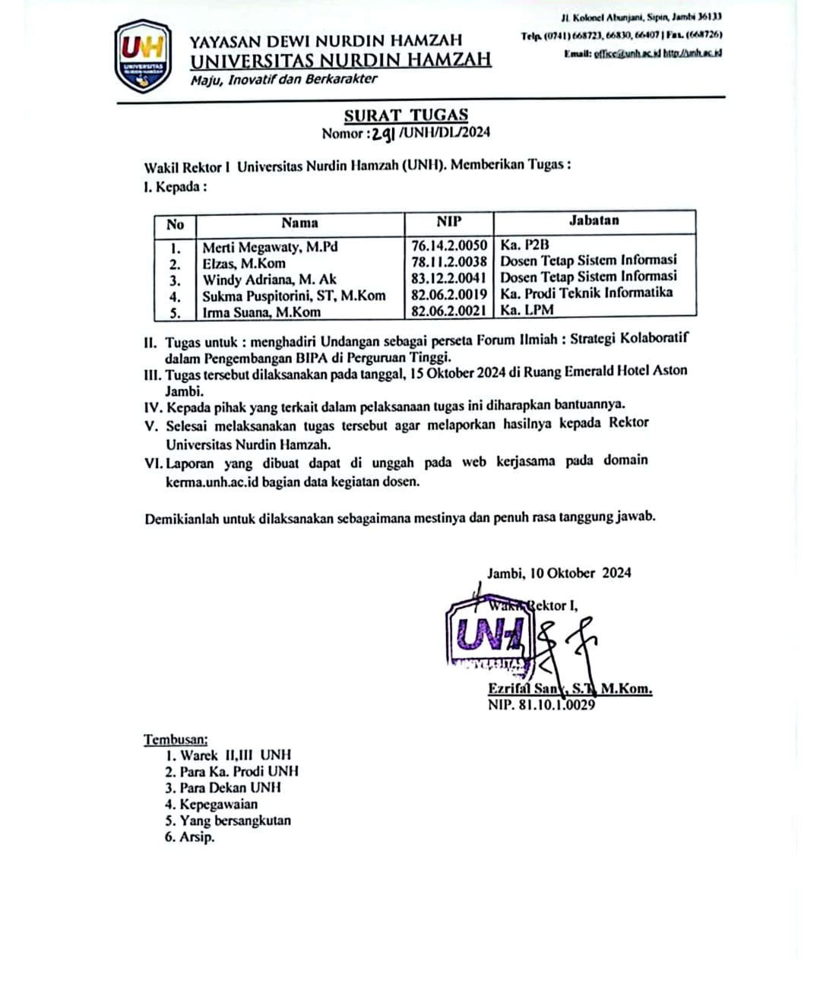 UNH
UNIVERSITAS
NURDIN HAMZAH
YAYASAN DEWI NURDIN HAMZAH
UNIVERSITAS NURDIN HAMZAH
Maju, Inovatif dan Berkarakter
Jl. Kolonel Abunjani, Sipin, Jambi 36133
Telp. (0741) 668723, 66830, 66407 | Fax. (668726)
Email: office@unh.ac.id http://unh.ac.id
SURAT TUGAS
Nomor : 291 /UNH/DL/2024
Wakil Rektor I Universitas Nurdin Hamzah (UNH). Memberikan Tugas :
I. Kepada :
No Nama NIP Jabatan
1. Merti Megawaty, M.Pd 76.14.2.0050 Ka. P2B
2. Elzas, M.Kom 78.11.2.0038 Dosen Tetap Sistem Informasi
3. Windy Adriana, M. Ak 83.12.2.0041 Dosen Tetap Sistem Informasi
4. Sukma Puspitorini, ST, M.Kom 82.06.2.0019 Ka. Prodi Teknik Informatika
5. Irma Suana, M.Kom 82.06.2.0021 Ka. LPM
II. Tugas untuk : menghadiri Undangan sebagai perseta Forum Ilmiah : Strategi Kolaboratif
dalam Pengembangan BIPA di Perguruan Tinggi.
III. Tugas tersebut dilaksanakan pada tanggal, 15 Oktober 2024 di Ruang Emerald Hotel Aston
Jambi.
IV. Kepada pihak yang terkait dalam pelaksanaan tugas ini diharapkan bantuannya.
V. Selesai melaksanakan tugas tersebut agar melaporkan hasilnya kepada Rektor
Universitas Nurdin Hamzah.
VI. Laporan yang dibuat dapat di unggah pada web kerjasama pada domain
kerma.unh.ac.id bagian data kegiatan dosen.
Demikianlah untuk dilaksanakan sebagaimana mestinya dan penuh rasa tanggung jawab.
Jambi, 10 Oktober 2024
Wakil Rektor I,
UNH
UNIVERSITAS
Ezrifal Sany, S.T, M.Kom.
NIP. 81.10.1.0029
Tembusan:
1. Warek II,III UNH
2. Para Ka. Prodi UNH
3. Para Dekan UNH
4. Kepegawaian
5. Yang bersangkutan
6. Arsip.